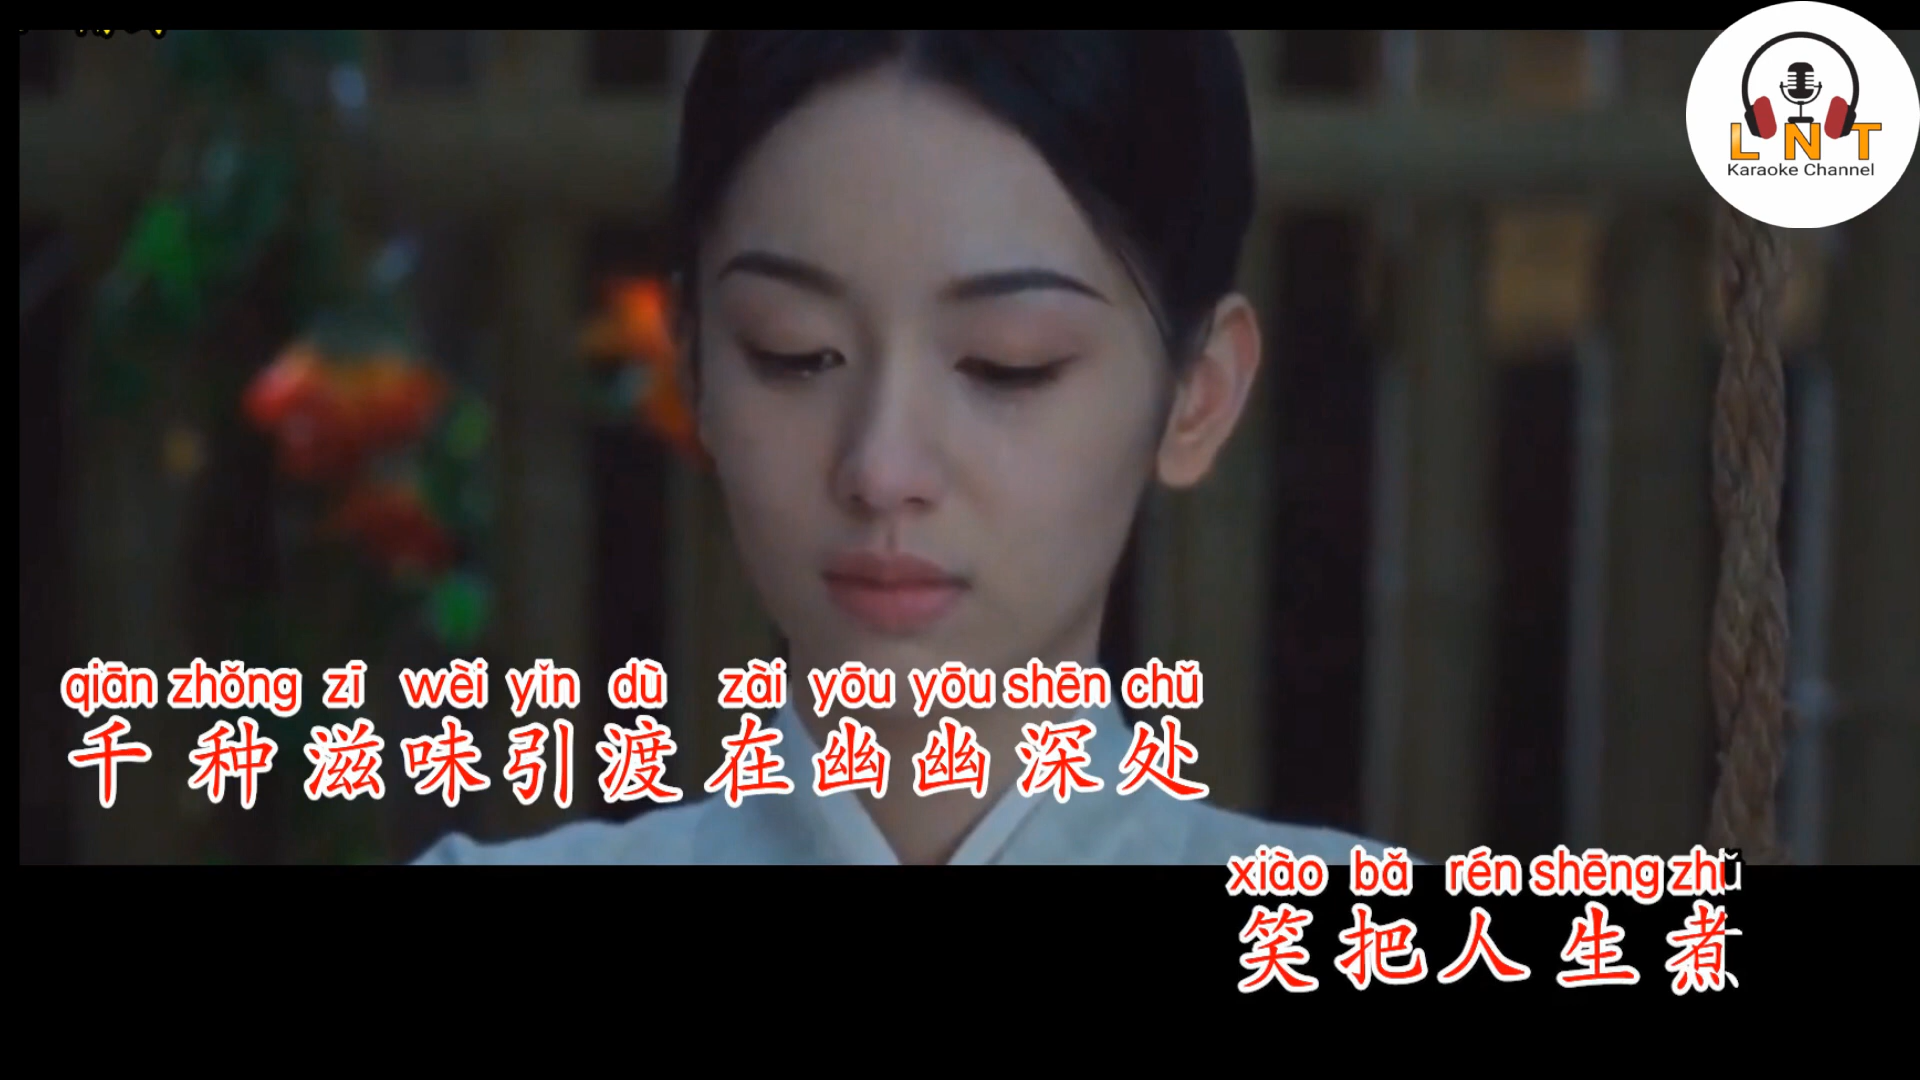 L N T
Karaoke Channel
qiān zhǒng zī wèi yǐn dù zài yōu yōu shēn chǔ
千种滋味引渡在幽幽深处
xiào bǎ rén shēng zhǔ
笑把人生煮